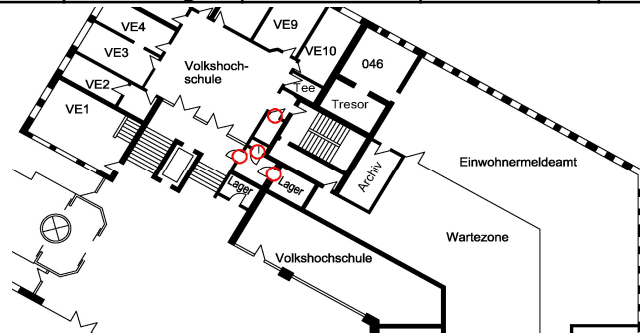 VE4
VE9
VE3
VE10
Volkshoch-
schule
046
VE2
Tee
VE1
Tresor
Einwohnermeldeamt
Archiv
Lager
Lager
Wartezone
Volkshochschule